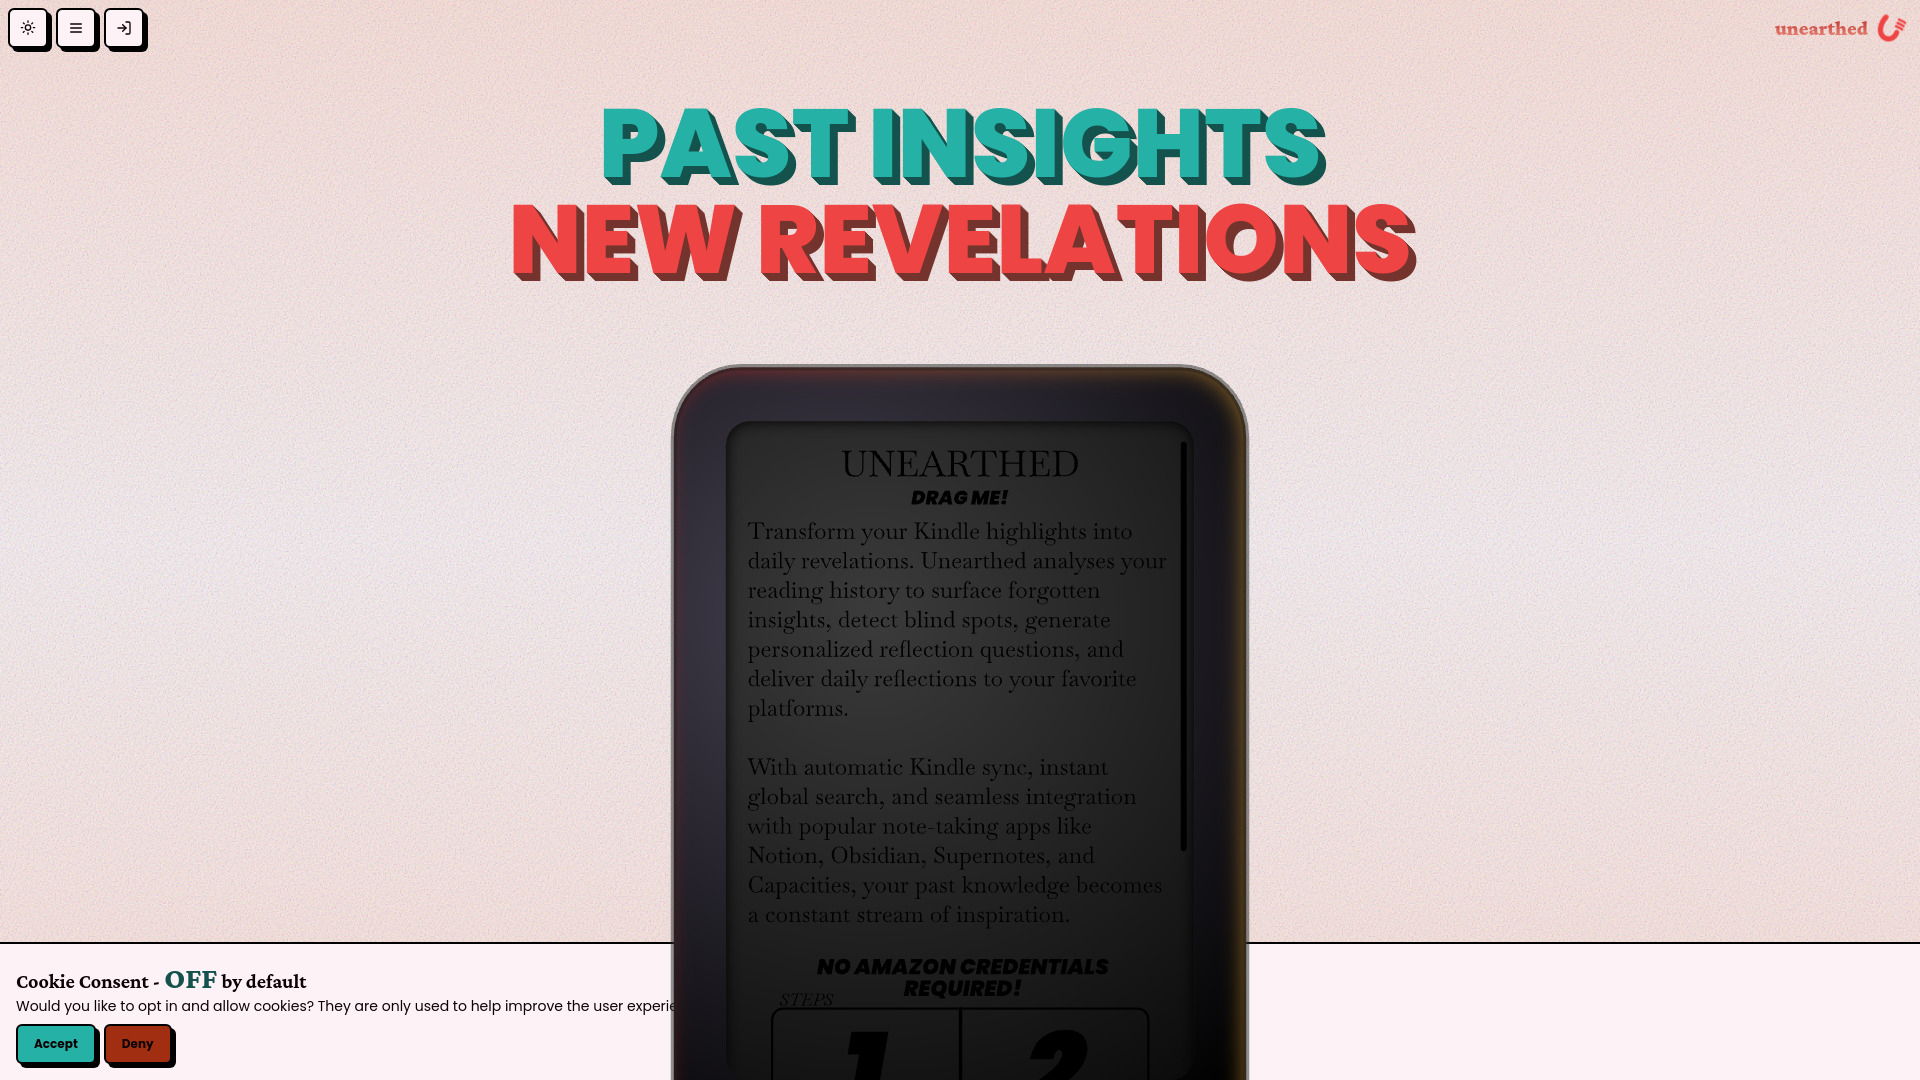 unearthed
PAST INSIGHTS
NEW REVELATIONS
UNEARTHED
DRAG ME!
Transform your Kindle highlights into
daily revelations. Unearthed analyses your
reading history to surface forgotten
insights, detect blind spots, generate
personalized reflection questions, and
deliver daily reflections to your favorite
platforms.
With automatic Kindle sync, instant
global search, and seamless integration
with popular note-taking apps like
Notion, Obsidian, Supernotes, and
Capacities, your past knowledge becomes
a constant stream of inspiration.
NO AMAZON CREDENTIALS
REQUIRED!
STEPS
1 2
Cookie Consent - OFF by default
Would you like to opt in and allow cookies? They are only used to help improve the user
Accept Deny